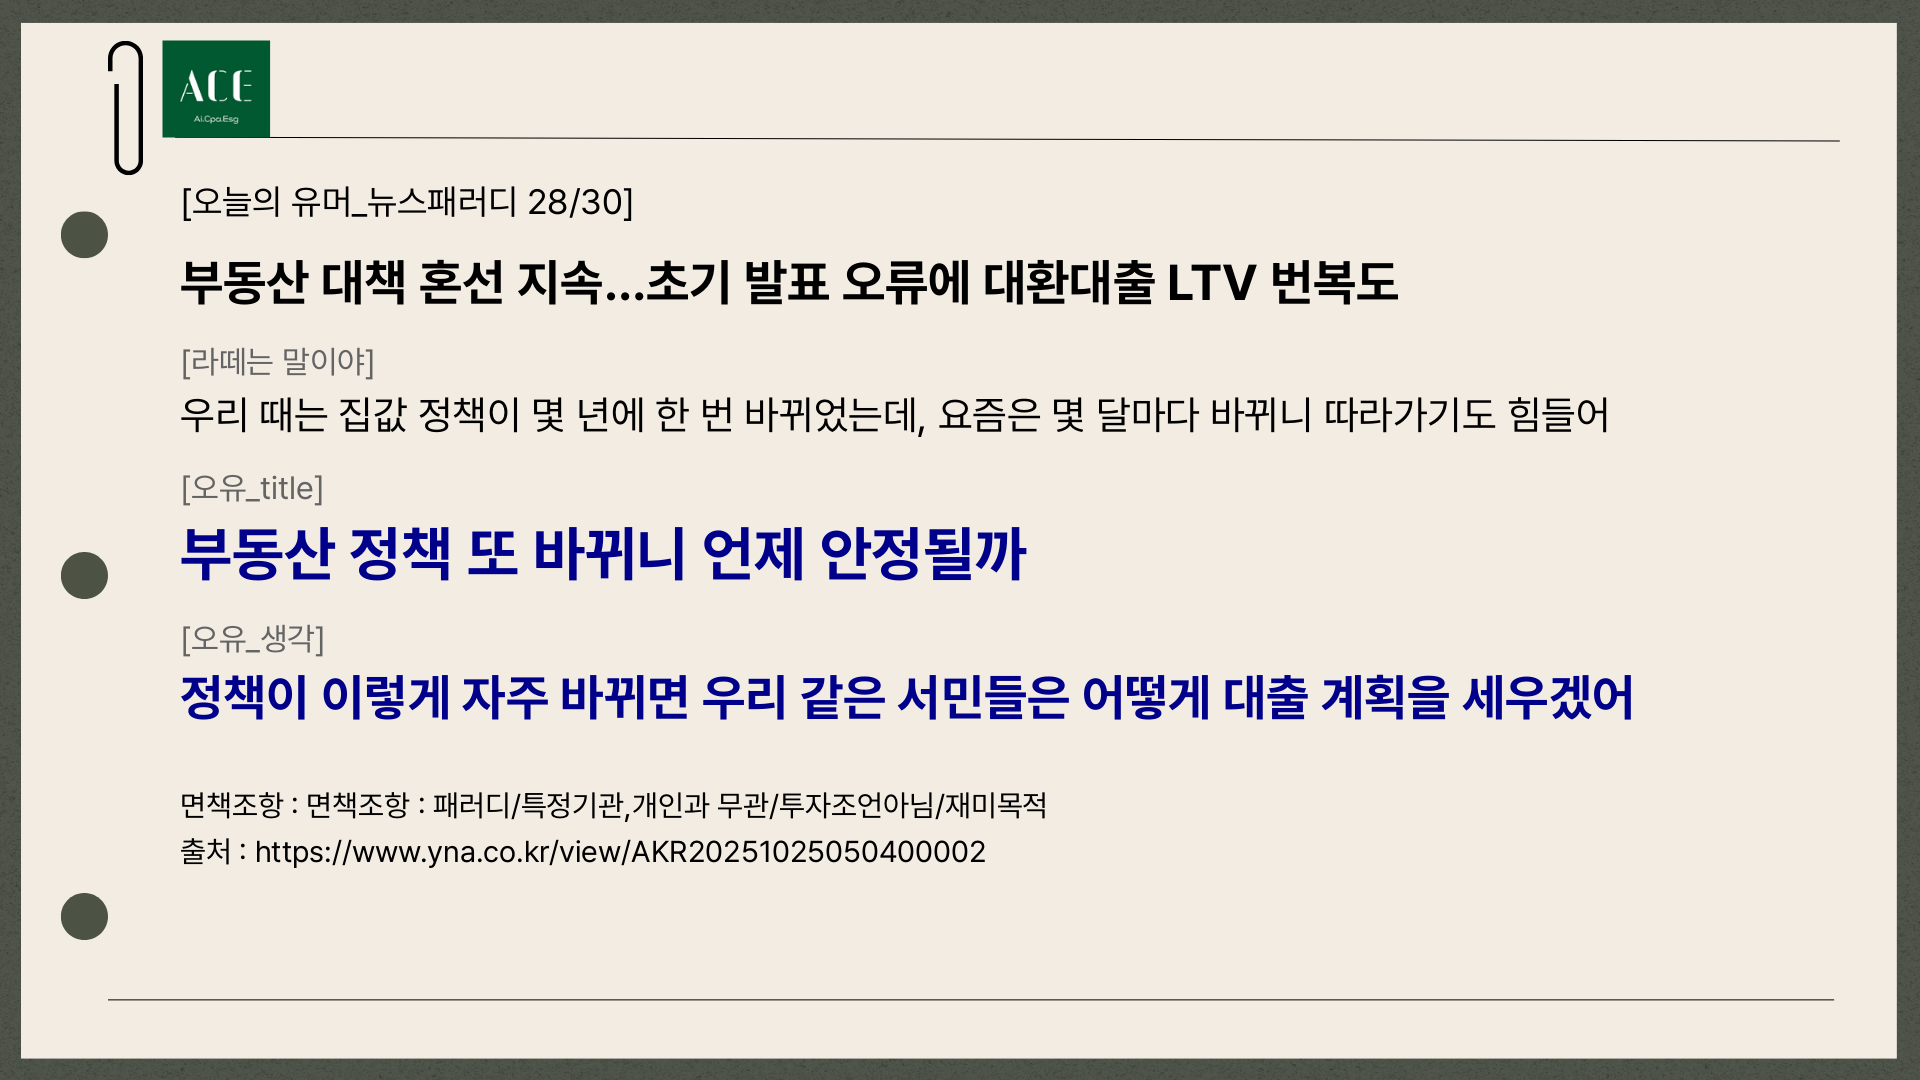 ACE
Ai.Cpa.Esg
[오늘의 유머_뉴스패러디 28/30]
부동산 대책 혼선 지속...초기 발표 오류에 대환대출 LTV 번복도
[라떼는 말이야]
우리 때는 집값 정책이 몇 년에 한 번 바뀌었는데, 요즘은 몇 달마다 바뀌니 따라가기도 힘들어
[오유_title]
부동산 정책 또 바뀌니 언제 안정될까
[오유_생각]
정책이 이렇게 자주 바뀌면 우리 같은 서민들은 어떻게 대출 계획을 세우겠어
면책조항 : 면책조항 : 패러디/특정기관,개인과 무관/투자조언아님/재미목적
출처 : https://www.yna.co.kr/view/AKR20251025050400002